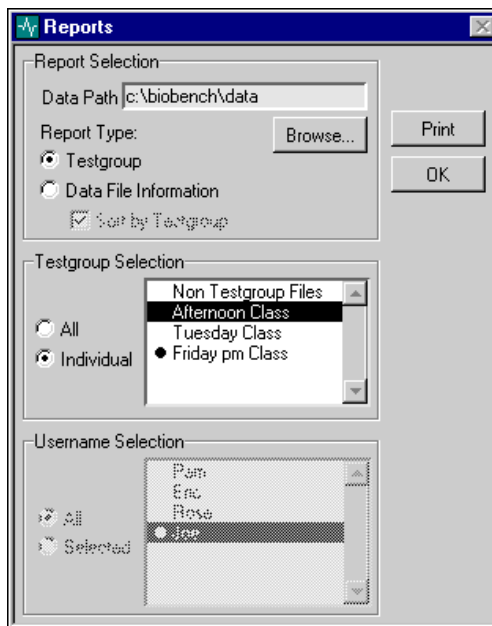 Reports
Report Selection
Data Path c:\biobench\data
Report Type:
Browse...
Testgroup
Data File Information
Sort by Testgroup
Print
OK
Testgroup Selection
All
Individual
Non Testgroup Files
Afternoon Class
Tuesday Class
Friday pm Class
Username Selection
All
Selected
Pam
Eric
Rose
Joe